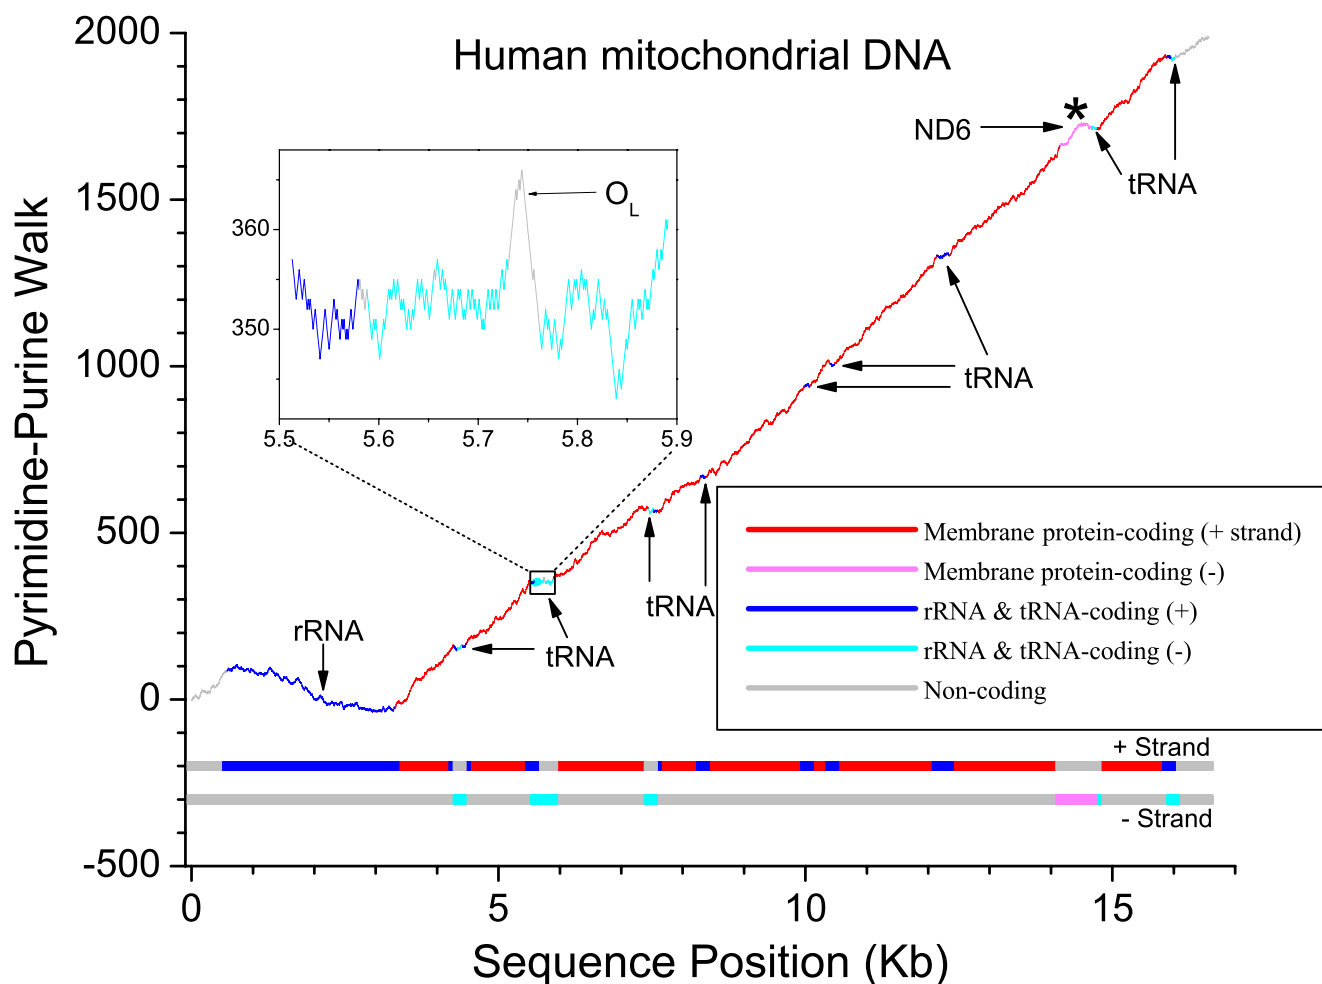 Human mitochondrial DNA
2000
1500
1000
500
0
-500
Pyrimidine-Purine Walk
360
350
5.5
5.6
5.7
5.8
5.9
O_L
ND6
*
tRNA
tRNA
tRNA
tRNA
rRNA
Membrane protein-coding (+ strand)
Membrane protein-coding (-)
rRNA & tRNA-coding (+)
rRNA & tRNA-coding (-)
Non-coding
+ Strand
- Strand
0
5
10
15
Sequence Position (Kb)